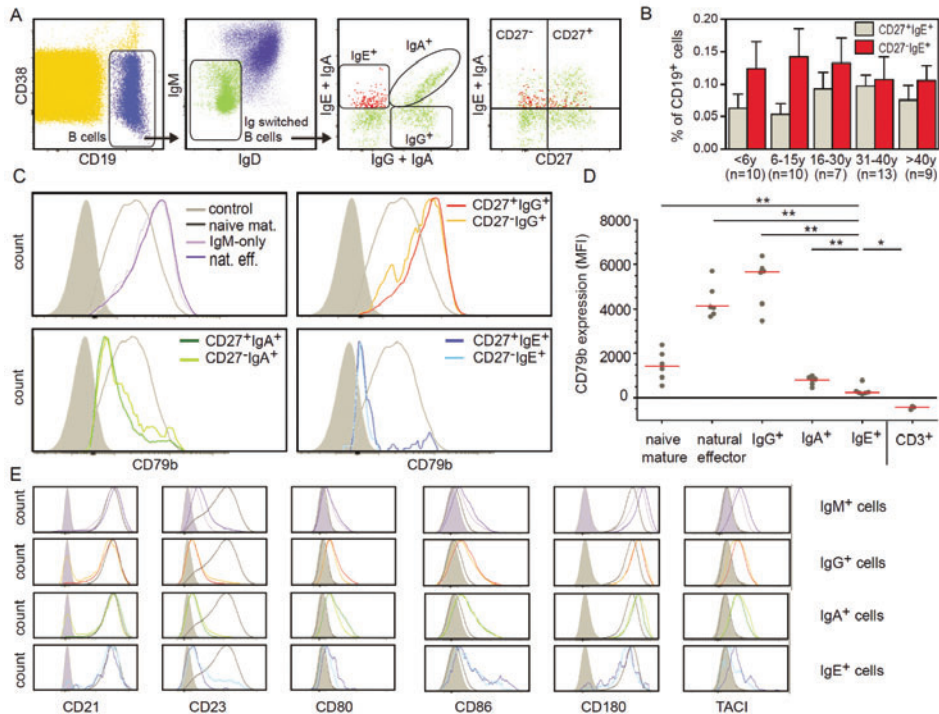 A
CD38
B cells
CD19
IgM
Ig switched
B cells
IgD
IgE + IgA
IgE+
IgA+
IgG+
IgG + IgA
IgE + IgA
CD27-
CD27+
CD27
B
% of CD19+ cells
0.20
0.15
0.10
0.05
0.00
CD27+IgE+
CD27-IgE+
<6y 6-15y 16-30y 31-40y >40y
(n=10) (n=10) (n=7) (n=13) (n=9)
C
count
control
naive mat.
IgM-only
nat. eff.
CD27+IgG+
CD27-IgG+
count
CD27+IgA+
CD27-IgA+
CD27+IgE+
CD27-IgE+
CD79b
CD79b
D
CD79b expression (MFI)
8000
6000
4000
2000
0
**
**
**
** *
naive mature
natural effector
IgG+
IgA+
IgE+
CD3+
E
count
IgM+ cells
count
IgG+ cells
count
IgA+ cells
count
IgE+ cells
CD21 CD23 CD80 CD86 CD180 TACI